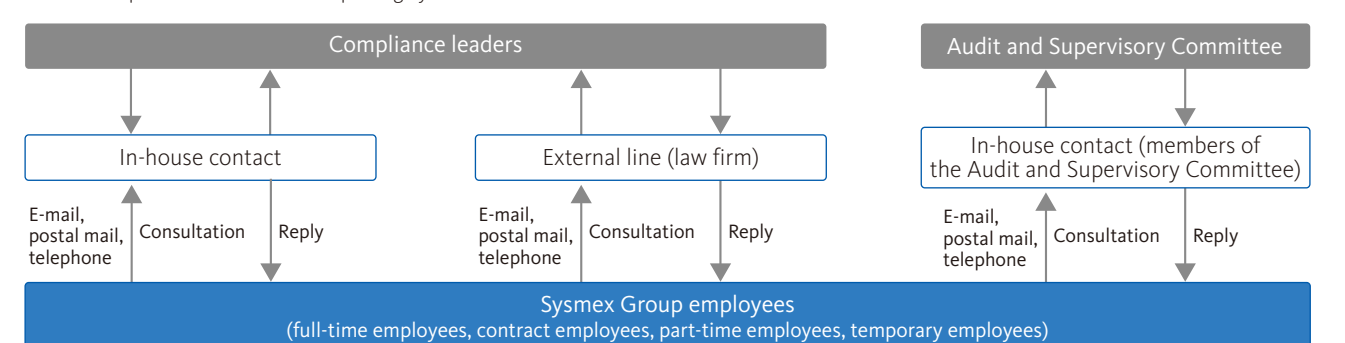 Compliance leaders
Audit and Supervisory Committee
In-house contact
External line (law firm)
In-house contact (members of
the Audit and Supervisory Committee)
E-mail,
postal mail,
telephone
Consultation
Reply
E-mail,
postal mail,
telephone
Consultation
Reply
E-mail,
postal mail,
telephone
Consultation
Reply
Sysmex Group employees
(full-time employees, contract employees, part-time employees, temporary employees)